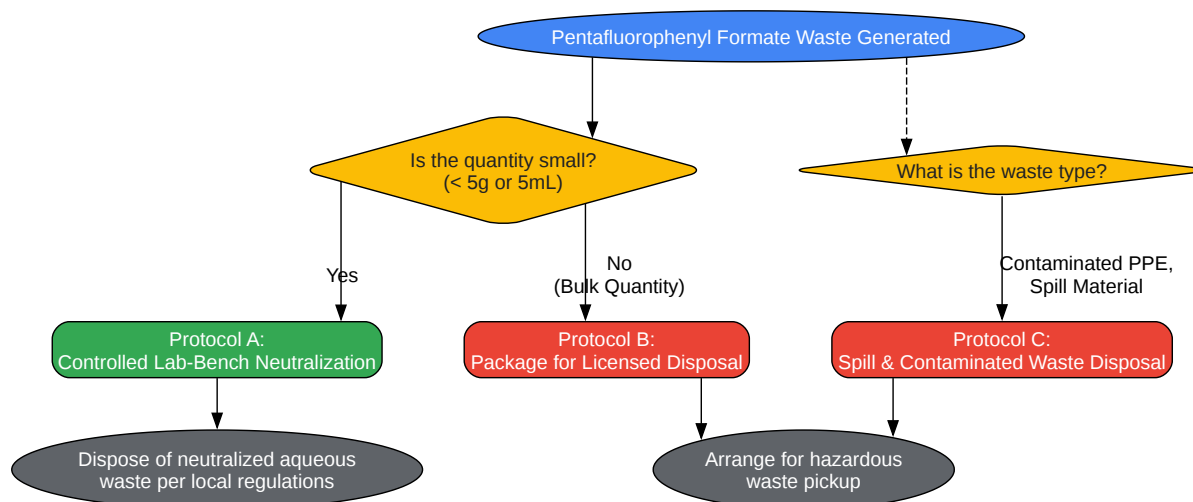 Pentafluorophenyl Formate Waste Generated
Is the quantity small?
(< 5g or 5mL)
What is the waste type?
Yes
No
(Bulk Quantity)
Contaminated PPE,
Spill Material
Protocol A:
Controlled Lab-Bench Neutralization
Protocol B:
Package for Licensed Disposal
Protocol C:
Spill & Contaminated Waste Disposal
Dispose of neutralized aqueous
waste per local regulations
Arrange for hazardous
waste pickup